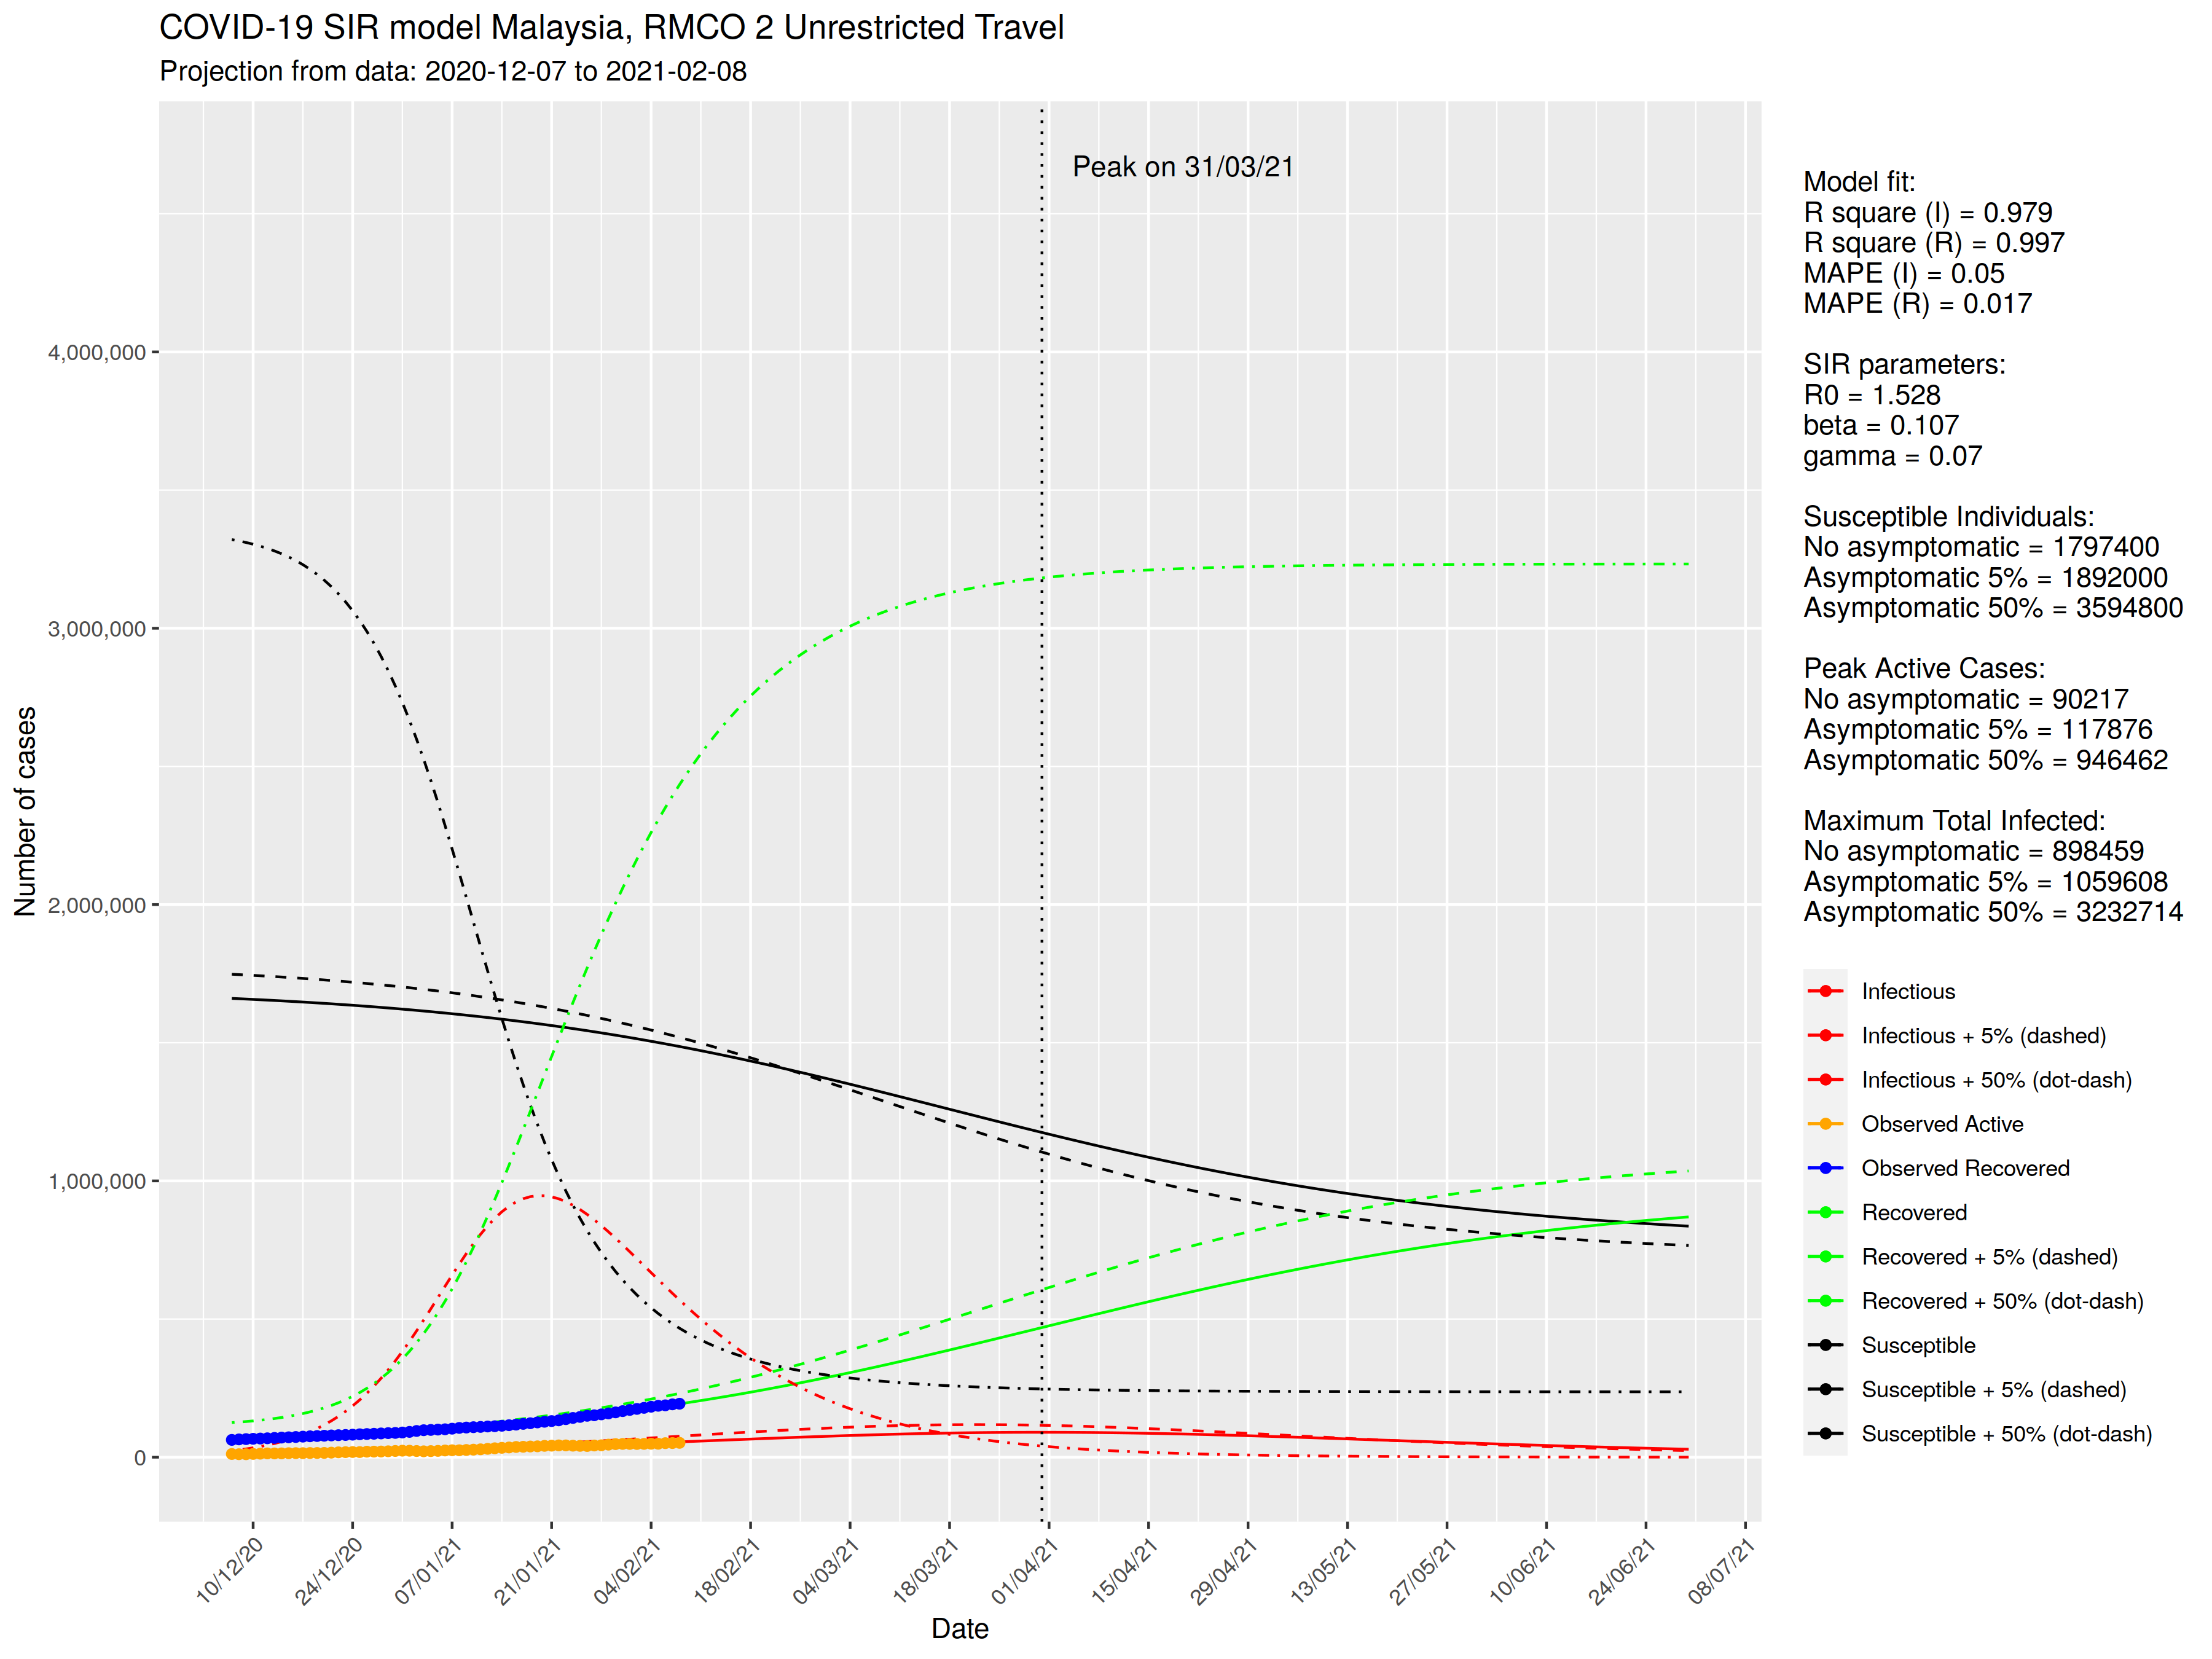 COVID-19 SIR model Malaysia, RMCO 2 Unrestricted Travel
Projection from data: 2020-12-07 to 2021-02-08
Peak on 31/03/21
Number of cases
4,000,000
3,000,000
2,000,000
1,000,000
0
10/12/20
24/12/20
07/01/21
21/01/21
04/02/21
18/02/21
04/03/21
18/03/21
01/04/21
15/04/21
29/04/21
13/05/21
27/05/21
10/06/21
24/06/21
08/07/21
Date
Model fit:
R square (I) = 0.979
R square (R) = 0.997
MAPE (I) = 0.05
MAPE (R) = 0.017
SIR parameters:
R0 = 1.528
beta = 0.107
gamma = 0.07
Susceptible Individuals:
No asymptomatic = 1797400
Asymptomatic 5% = 1892000
Asymptomatic 50% = 3594800
Peak Active Cases:
No asymptomatic = 90217
Asymptomatic 5% = 117876
Asymptomatic 50% = 946462
Maximum Total Infected:
No asymptomatic = 898459
Asymptomatic 5% = 1059608
Asymptomatic 50% = 3232714
Infectious
Infectious + 5% (dashed)
Infectious + 50% (dot-dash)
Observed Active
Observed Recovered
Recovered
Recovered + 5% (dashed)
Recovered + 50% (dot-dash)
Susceptible
Susceptible + 5% (dashed)
Susceptible + 50% (dot-dash)